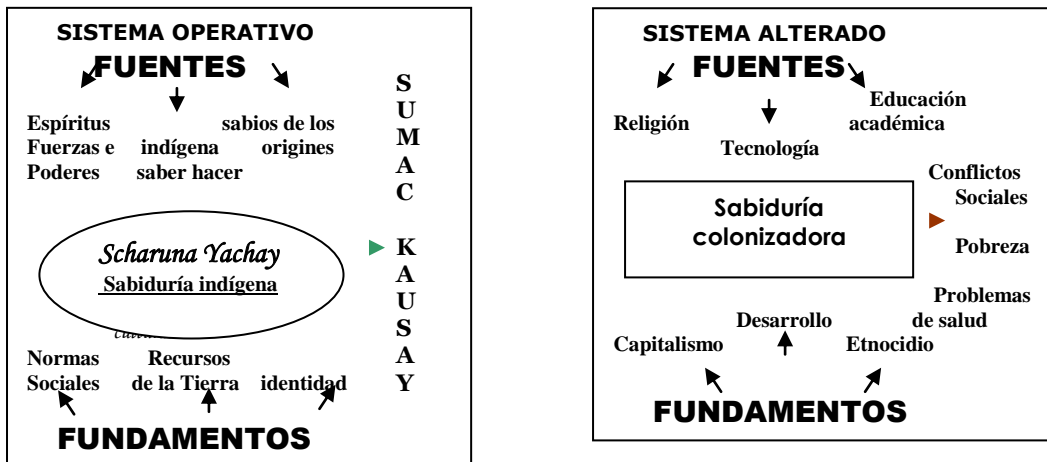 SISTEMA OPERATIVO
FUENTES
Espíritus sabios de los
Fuerzas e indígena origines
Poderes saber hacer
Scharuna Yachay
Sabiduría indígena
Normas Recursos
Sociales de la Tierra identidad
FUNDAMENTOS
SUMAC KAUSAY
SISTEMA ALTERADO
FUENTES
Educación
Religión académica
Tecnología
Sabiduría
colonizadora
Conflictos
Sociales
Pobreza
Problemas
Desarrollo de salud
Capitalismo Etnocidio
FUNDAMENTOS